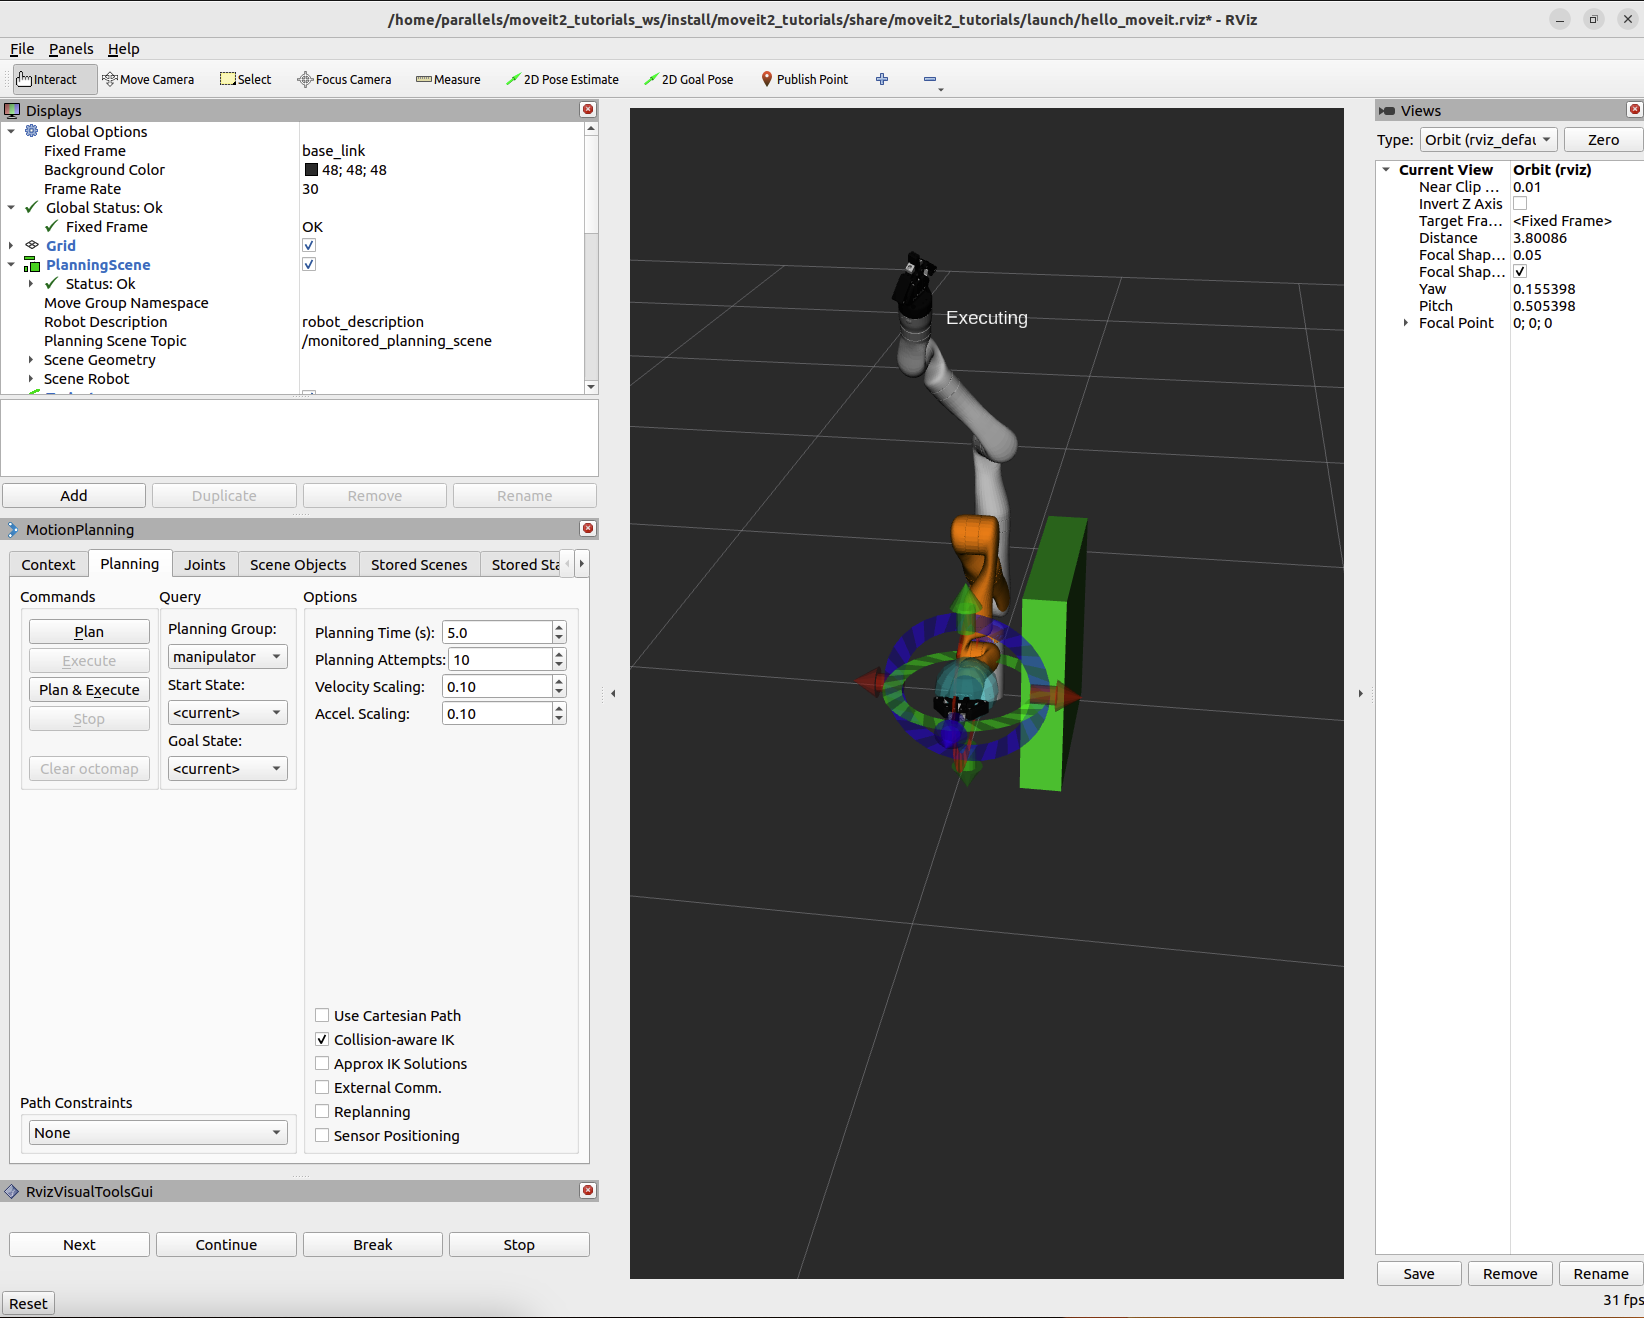 /home/parallels/moveit2_tutorials_ws/install/moveit2_tutorials/share/moveit2_tutorials/launch/hello_moveit.rviz* - RViz
File Panels Help
Interact Move Camera Select Focus Camera Measure 2D Pose Estimate 2D Goal Pose Publish Point
Displays
Global Options
Fixed Frame base_link
Background Color 48; 48; 48
Frame Rate 30
Global Status: Ok
Fixed Frame OK
Grid
PlanningScene
Status: Ok
Move Group Namespace
Robot Description robot_description
Planning Scene Topic /monitored_planning_scene
Scene Geometry
Scene Robot
Add Duplicate Remove Rename
MotionPlanning
Context Planning Joints Scene Objects Stored Scenes Stored Sta
Commands Query Options
Plan
Execute
Plan & Execute
Stop
Clear octomap
Planning Group:
manipulator
Start State:
<current>
Goal State:
<current>
Planning Time (s): 5.0
Planning Attempts: 10
Velocity Scaling: 0.10
Accel. Scaling: 0.10
Use Cartesian Path
Collision-aware IK
Approx IK Solutions
External Comm.
Replanning
Sensor Positioning
Path Constraints
None
RvizVisualToolsGui
Next Continue Break Stop
Reset
Executing
Views
Type: Orbit (rviz_defau Zero
Current View Orbit (rviz)
Near Clip ... 0.01
Invert Z Axis
Target Fra... <Fixed Frame>
Distance 3.80086
Focal Shap... 0.05
Focal Shap...
Yaw 0.155398
Pitch 0.505398
Focal Point 0; 0; 0
Save Remove Rename
31 fps